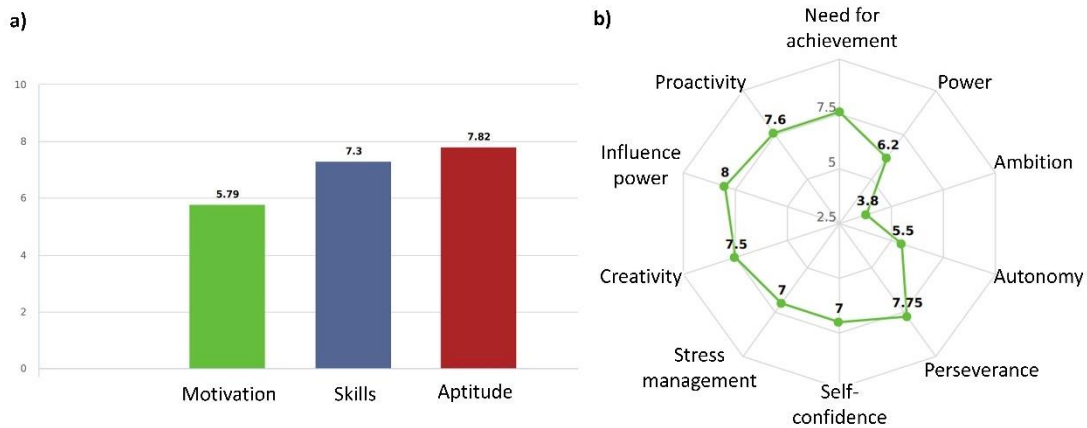 a)
10
8
6
4
2
0
5.79
7.3
7.82
Motivation
Skills
Aptitude
b)
Need for
achievement
Power
Ambition
Autonomy
Perseverance
Self-
confidence
Stress
management
Creativity
Influence
power
Proactivity
7.5
5
2.5
6.2
3.8
5.5
7.75
7
7
7.5
8
7.6